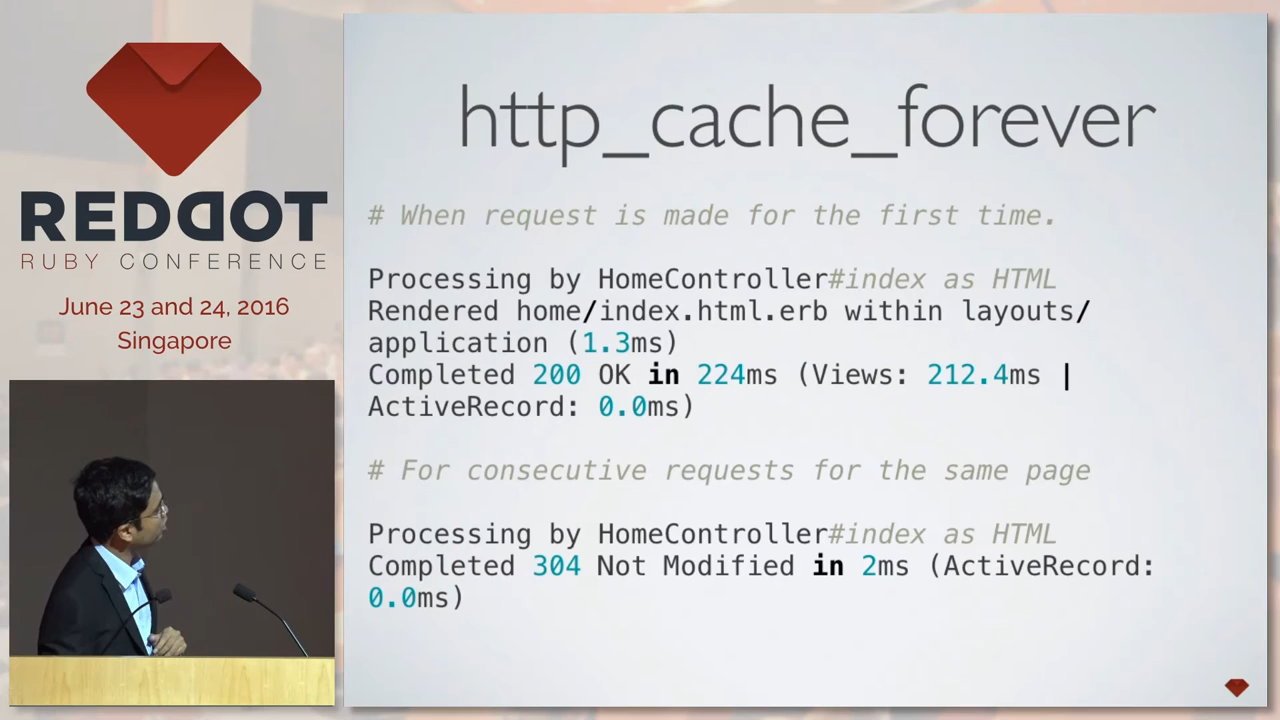 REDDOT
RUBY CONFERENCE
June 23 and 24, 2016
Singapore
http_cache_forever
# When request is made for the first time.
Processing by HomeController#index as HTML
Rendered home/index.html.erb within layouts/
application (1.3ms)
Completed 200 OK in 224ms (Views: 212.4ms |
ActiveRecord: 0.0ms)
# For consecutive requests for the same page
Processing by HomeController#index as HTML
Completed 304 Not Modified in 2ms (ActiveRecord:
0.0ms)